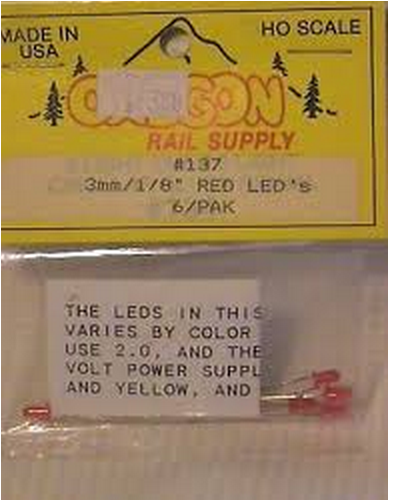 MADE IN
USA
HO SCALE
RAIL SUPPLY
#137
3mm/1/8" RED LED's
6/PAK
THE LEDS IN THIS
VARIES BY COLOR
USE 2.0, AND THE
VOLT POWER SUPPL
AND YELLOW, AND